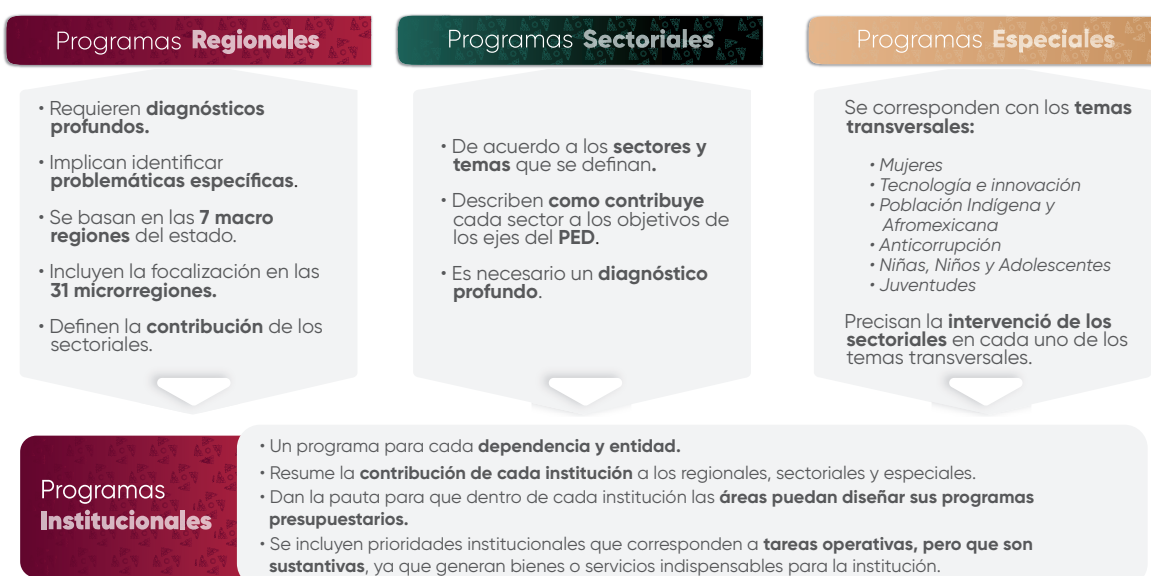 Programas Regionales
• Requieren diagnósticos
profundos.
• Implican identificar
problemáticas específicas.
• Se basan en las 7 macro
regiones del estado.
• Incluyen la focalización en las
31 microrregiones.
• Definen la contribución de los
sectoriales.
Programas Sectoriales
• De acuerdo a los sectores y
temas que se definan.
• Describen como contribuye
cada sector a los objetivos de
los ejes del PED.
• Es necesario un diagnóstico
profundo.
Programas Especiales
Se corresponden con los temas
transversales:
• Mujeres
• Tecnología e innovación
• Población Indígena y
Afromexicana
• Anticorrupción
• Niñas, Niños y Adolescentes
• Juventudes
Precisan la intervenció de los
sectoriales en cada uno de los
temas transversales.
Programas
Institucionales
• Un programa para cada dependencia y entidad.
• Resume la contribución de cada institución a los regionales, sectoriales y especiales.
• Dan la pauta para que dentro de cada institución las áreas puedan diseñar sus programas
presupuestarios.
• Se incluyen prioridades institucionales que corresponden a tareas operativas, pero que son
sustantivas, ya que generan bienes o servicios indispensables para la institución.